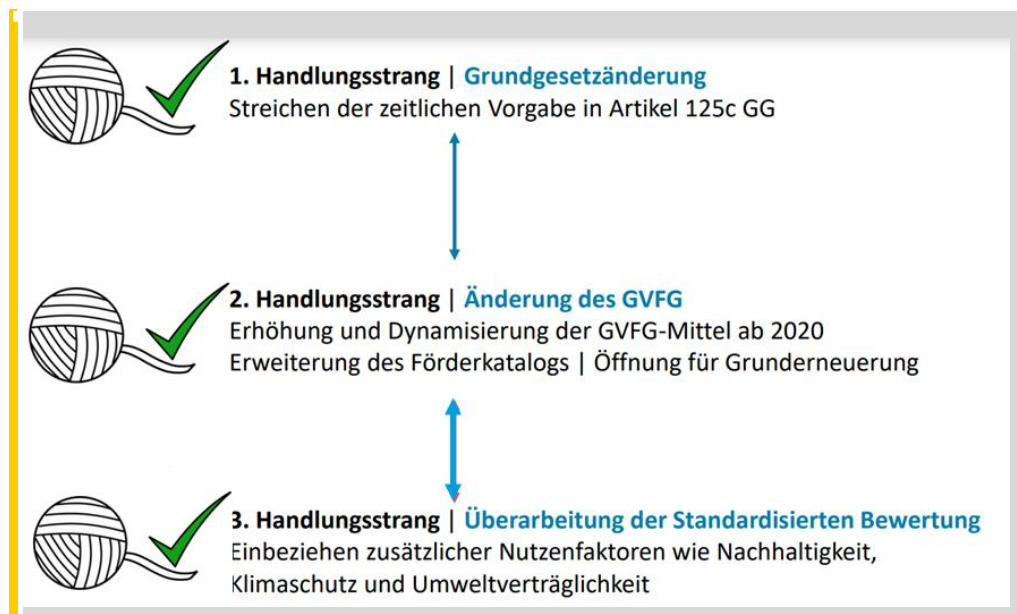 1. Handlungsstrang | Grundgesetzänderung
Streichen der zeitlichen Vorgabe in Artikel 125c GG
2. Handlungsstrang | Änderung des GVFG
Erhöhung und Dynamisierung der GVFG-Mittel ab 2020
Erweiterung des Förderkatalogs | Öffnung für Grunderneuerung
3. Handlungsstrang | Überarbeitung der Standardisierten Bewertung
Einbeziehen zusätzlicher Nutzenfaktoren wie Nachhaltigkeit,
Klimaschutz und Umweltverträglichkeit